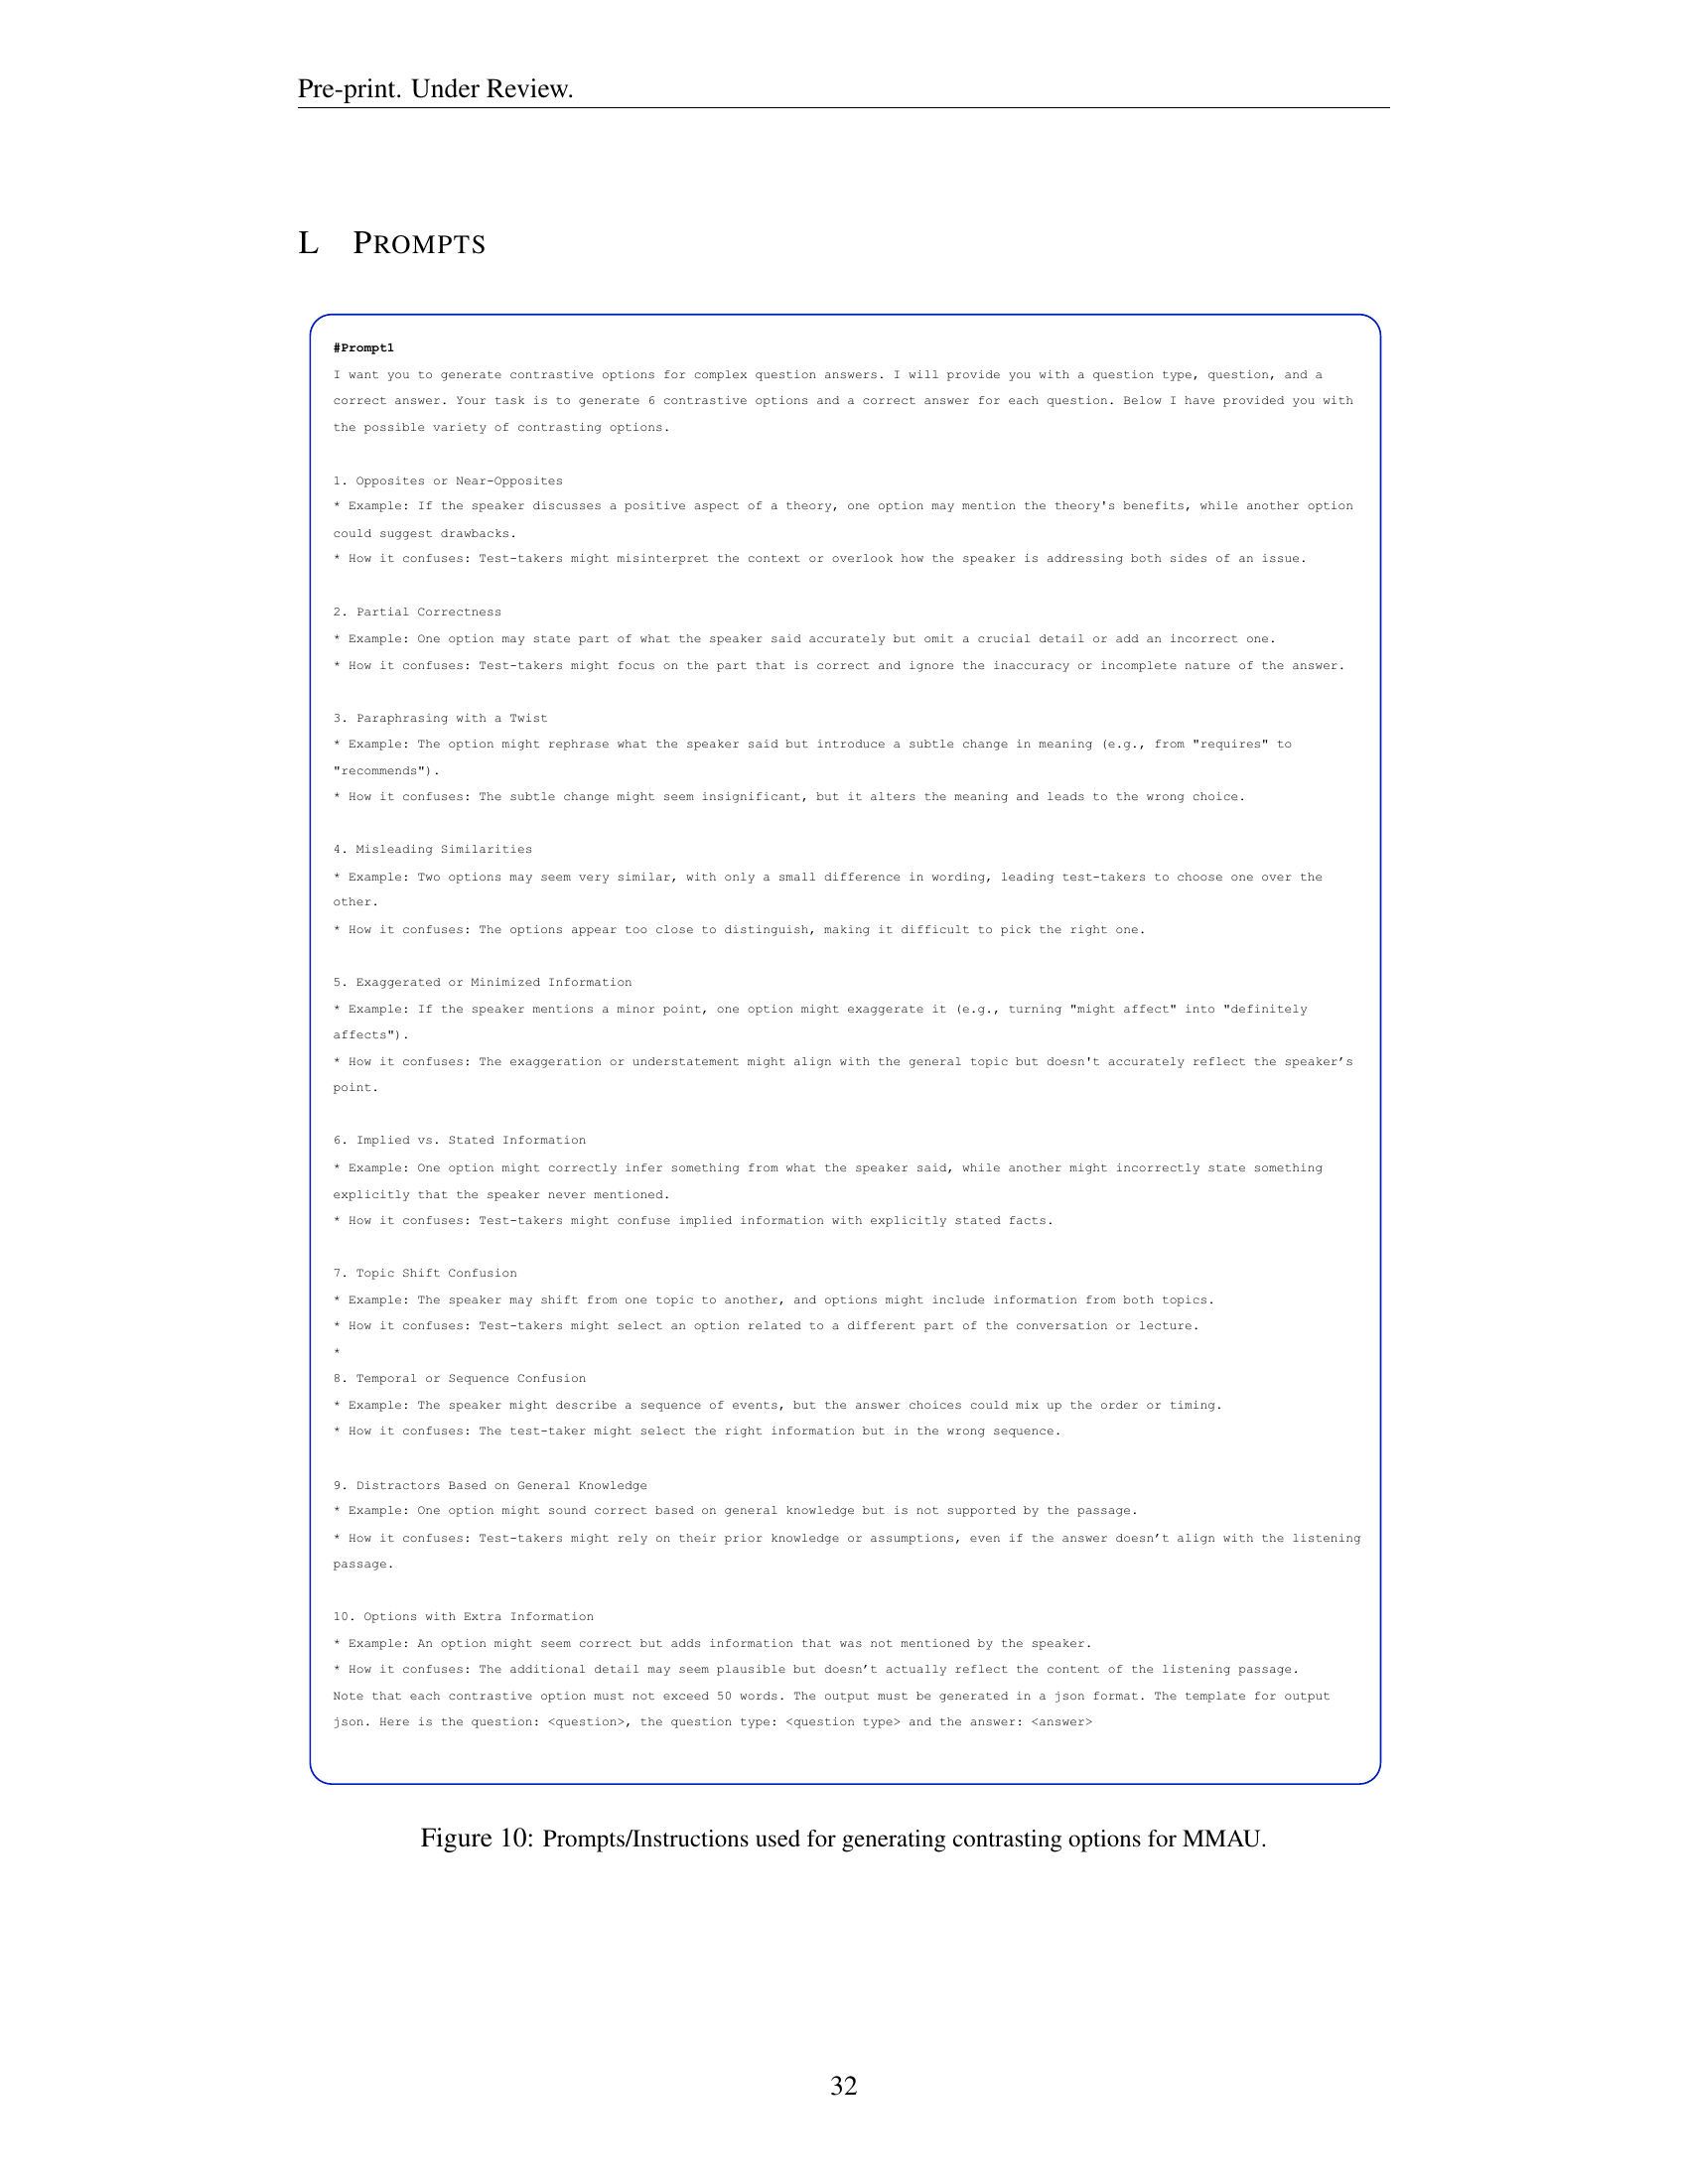 Pre-print. Under Review.
L PROMPTS
#Prompt1
I want you to generate contrastive options for complex question answers. I will provide you with a question type, question, and a
correct answer. Your task is to generate 6 contrastive options and a correct answer for each question. Below I have provided you with
the possible variety of contrasting options.
1. Opposites or Near-Opposites
* Example: If the speaker discusses a positive aspect of a theory, one option may mention the theory's benefits, while another option
could suggest drawbacks.
* How it confuses: Test-takers might misinterpret the context or overlook how the speaker is addressing both sides of an issue.
2. Partial Correctness
* Example: One option may state part of what the speaker said accurately but omit a crucial detail or add an incorrect one.
* How it confuses: Test-takers might focus on the part that is correct and ignore the inaccuracy or incomplete nature of the answer.
3. Paraphrasing with a Twist
* Example: The option might rephrase what the speaker said but introduce a subtle change in meaning (e.g., from "requires" to
"recommends").
* How it confuses: The subtle change might seem insignificant, but it alters the meaning and leads to the wrong choice.
4. Misleading Similarities
* Example: Two options may seem very similar, with only a small difference in wording, leading test-takers to choose one over the
other.
* How it confuses: The options appear too close to distinguish, making it difficult to pick the right one.
5. Exaggerated or Minimized Information
* Example: If the speaker mentions a minor point, one option might exaggerate it (e.g., turning "might affect" into "definitely
affects").
* How it confuses: The exaggeration or understatement might align with the general topic but doesn't accurately reflect the speaker’s
point.
6. Implied vs. Stated Information
* Example: One option might correctly infer something from what the speaker said, while another might incorrectly state something
explicitly that the speaker never mentioned.
* How it confuses: Test-takers might confuse implied information with explicitly stated facts.
7. Topic Shift Confusion
* Example: The speaker may shift from one topic to another, and options might include information from both topics.
* How it confuses: Test-takers might select an option related to a different part of the conversation or lecture.
*
8. Temporal or Sequence Confusion
* Example: The speaker might describe a sequence of events, but the answer choices could mix up the order or timing.
* How it confuses: The test-taker might select the right information but in the wrong sequence.
9. Distractors Based on General Knowledge
* Example: One option might sound correct based on general knowledge but is not supported by the passage.
* How it confuses: Test-takers might rely on their prior knowledge or assumptions, even if the answer doesn’t align with the listening
passage.
10. Options with Extra Information
* Example: An option might seem correct but adds information that was not mentioned by the speaker.
* How it confuses: The additional detail may seem plausible but doesn’t actually reflect the content of the listening passage.
Note that each contrastive option must not exceed 50 words. The output must be generated in a json format. The template for output
json. Here is the question: <question>, the question type: <question type> and the answer: <answer>
Figure 10: Prompts/Instructions used for generating contrasting options for MMAU.
32